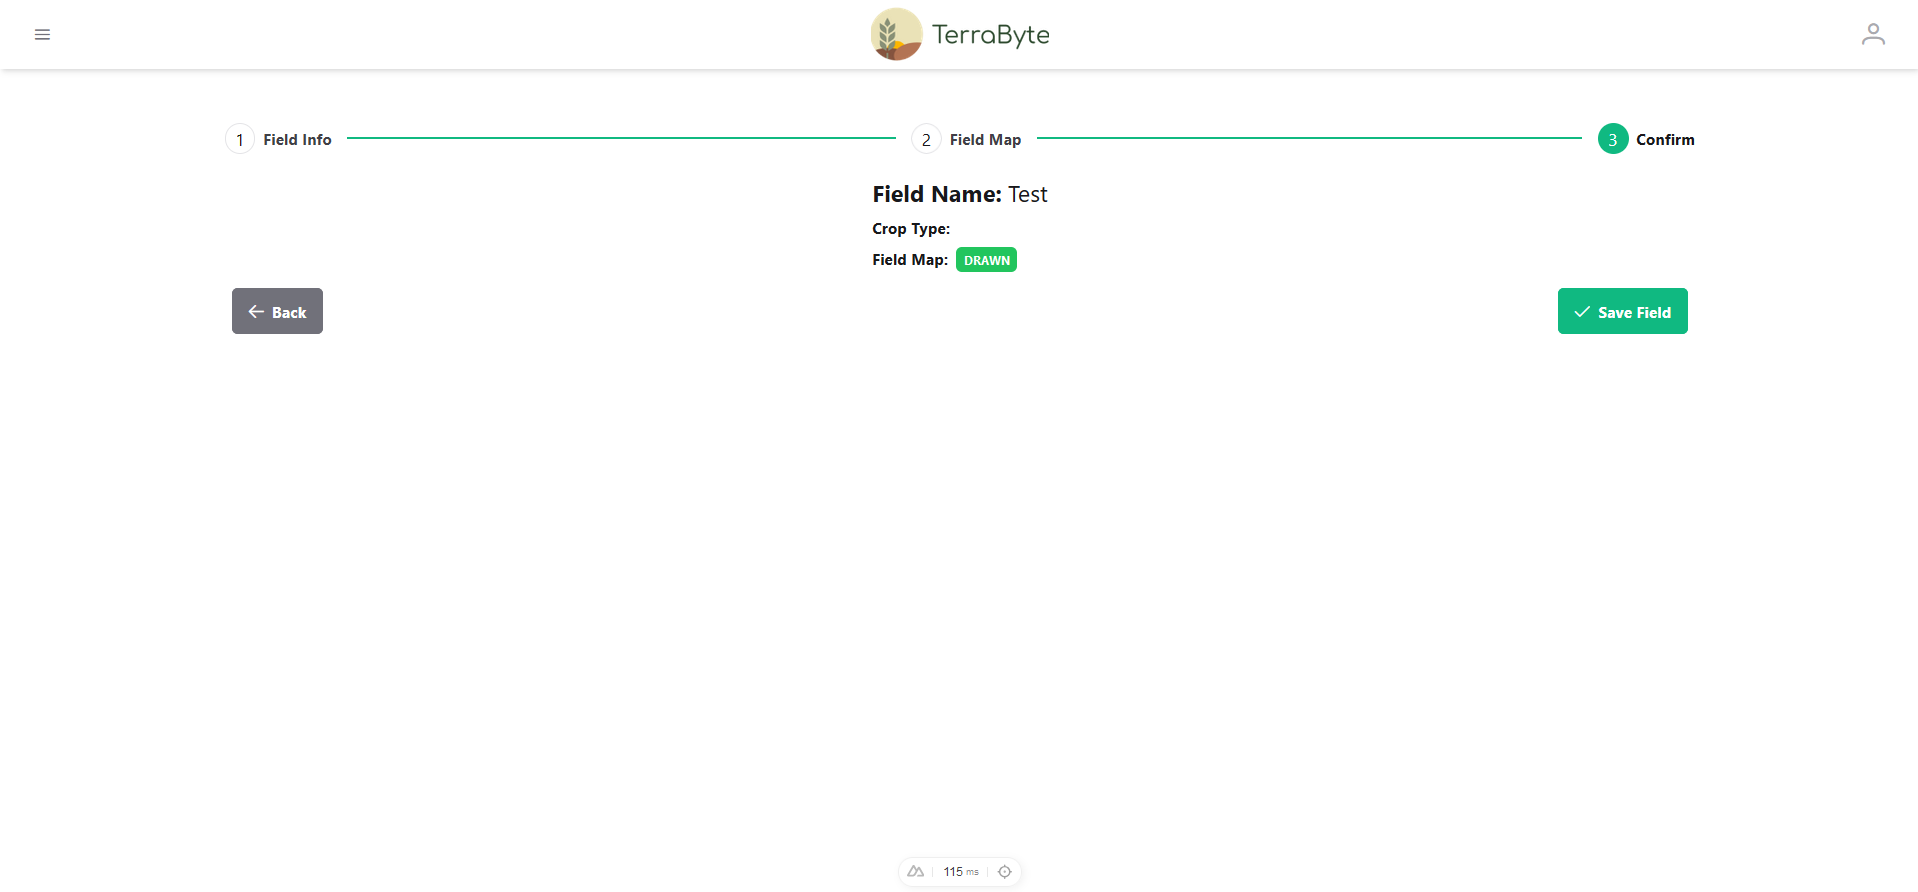 TerraByte
1 Field Info 2 Field Map 3 Confirm
Field Name: Test
Crop Type:
Field Map: DRAWN
Back Save Field
115 ms